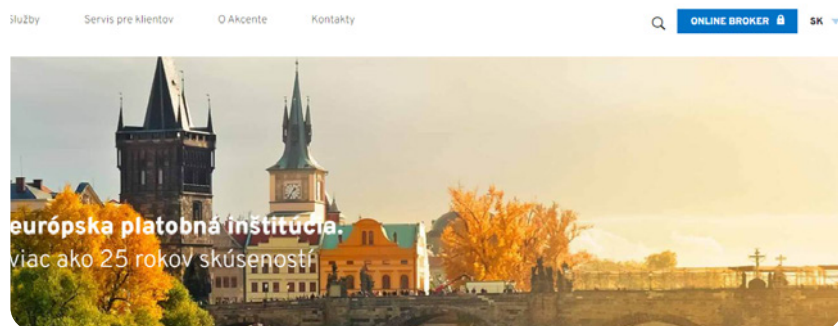 Služby Servis pre klientov O Akcente Kontakty ONLINE BROKER SK
európska platobná inštitúcia.
viac ako 25 rokov skúseností